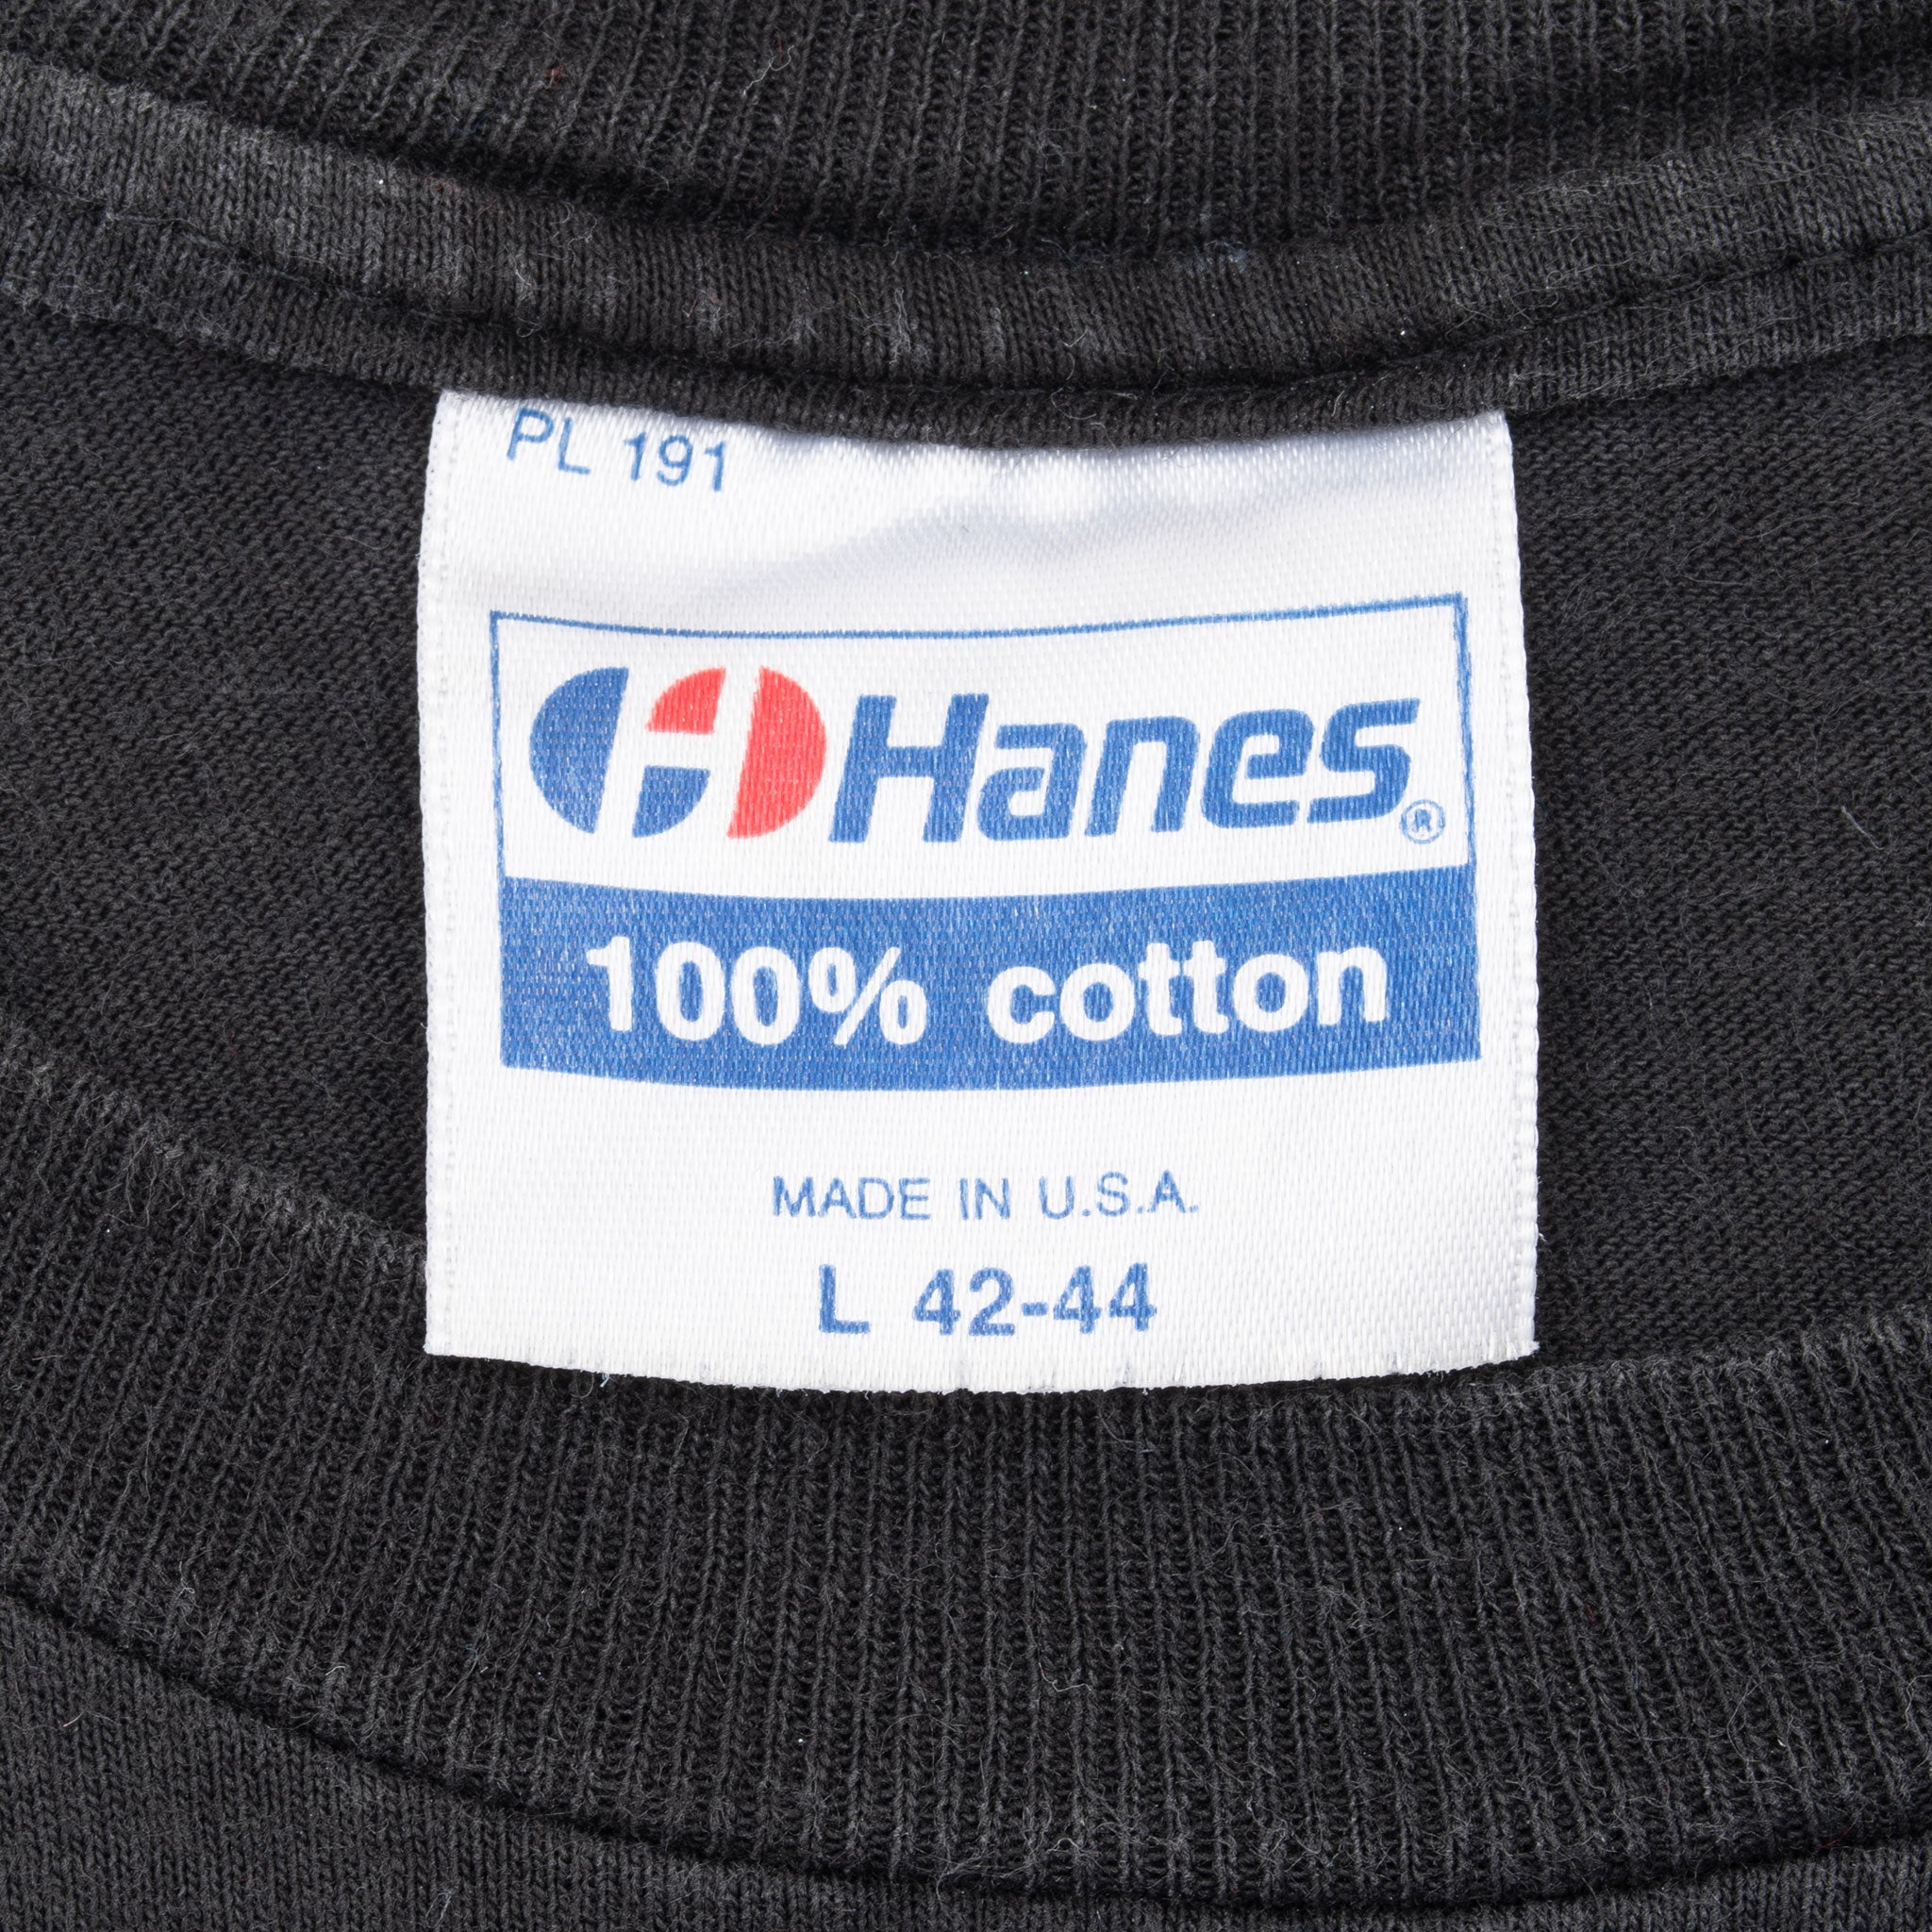 PL 191
Hanes®
100% cotton
MADE IN U.S.A.
L 42-44